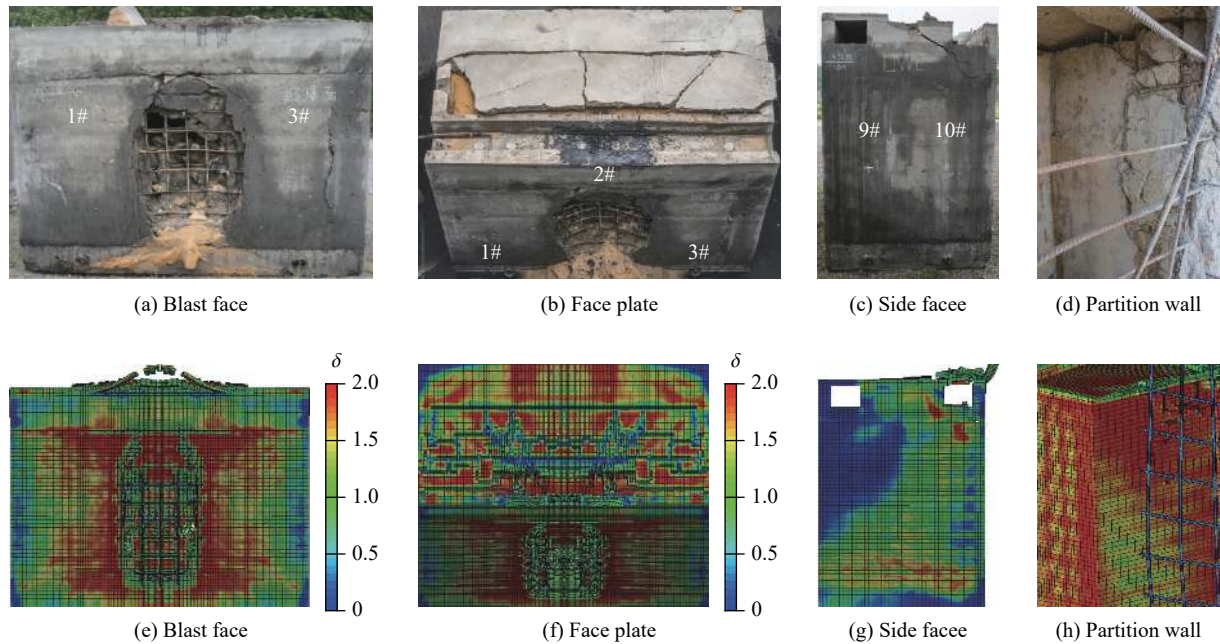 1#
3#
2#
1#
3#
9#
10#
(a) Blast face
(b) Face plate
(c) Side facee
(d) Partition wall
δ
2.0
1.5
1.0
0.5
0
δ
2.0
1.5
1.0
0.5
0
(e) Blast face
(f) Face plate
(g) Side facee
(h) Partition wall